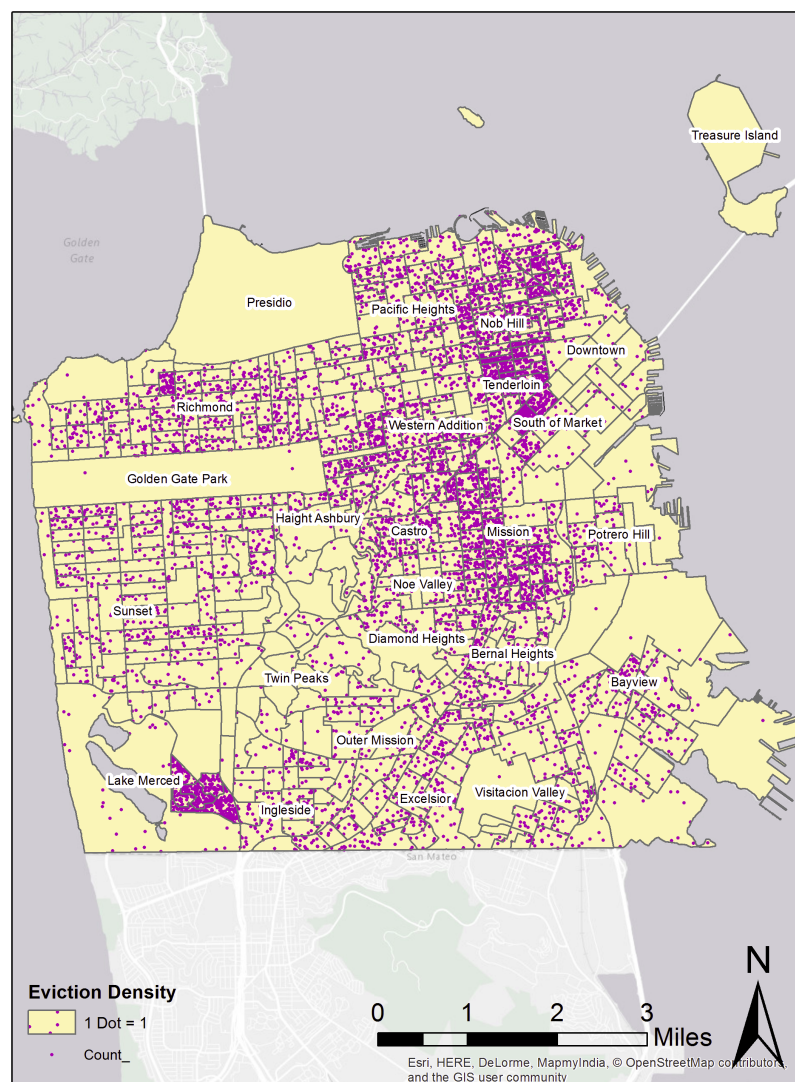 Treasure Island
Golden
Gate
Presidio
Pacific Heights
Nob Hill
Downtown
Tenderloin
Richmond
Western Addition
South of Market
Golden Gate Park
Haight Ashbury
Castro
Mission
Potrero Hill
Noe Valley
Sunset
Diamond Heights
Bernal Heights
Twin Peaks
Bayview
Outer Mission
Lake Merced
Visitacion Valley
Excelsior
Ingleside
San Mateo
Eviction Density
1 Dot = 1
Count_
0 1 2 3
Miles
N
Esri, HERE, DeLorme, MapmyIndia, © OpenStreetMap contributors,
and the GIS user community